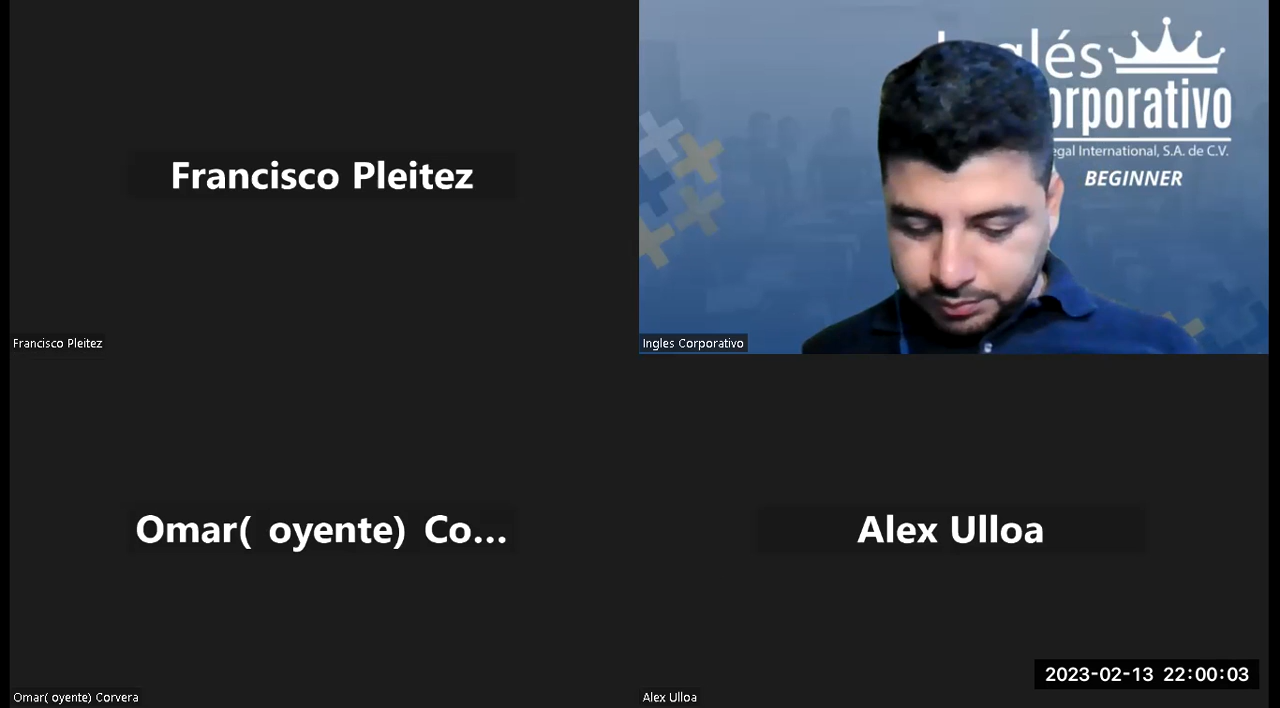 Francisco Pleitez
Francisco Pleitez
Inglés
Corporativo
egal International, S.A. de C.V.
BEGINNER
Ingles Corporativo
Omar( oyente) Co...
Omar( oyente) Corvera
Alex Ulloa
Alex Ulloa
2023-02-13 22:00:03